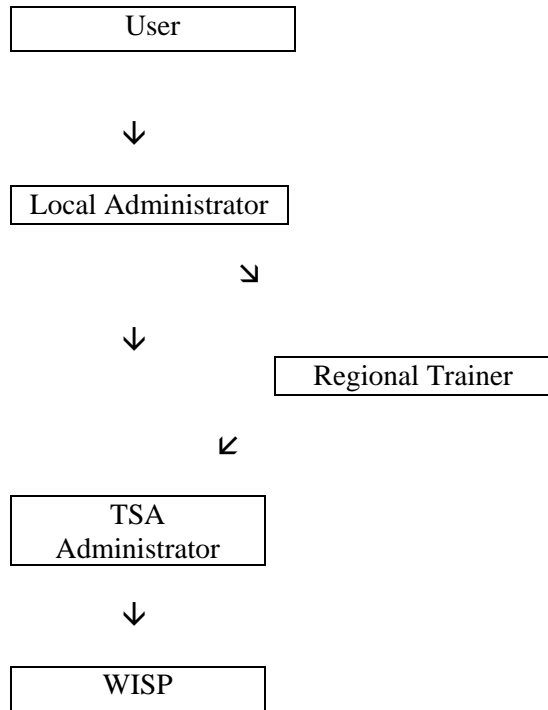 User
Local Administrator
Regional Trainer
TSA
Administrator
WISP